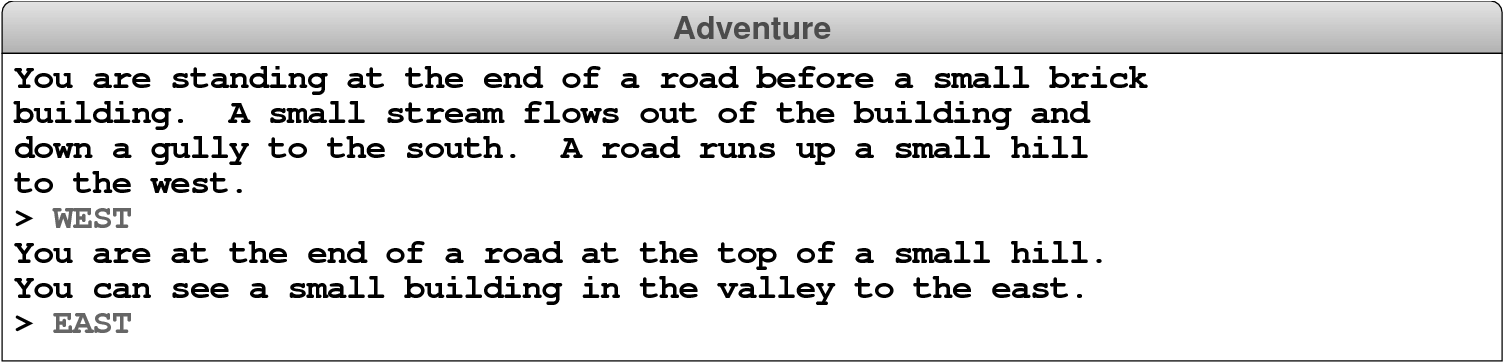 Adventure
You are standing at the end of a road before a small brick
building.  A small stream flows out of the building and
down a gully to the south.  A road runs up a small hill
to the west.
> WEST
You are at the end of a road at the top of a small hill.
You can see a small building in the valley to the east.
> EAST